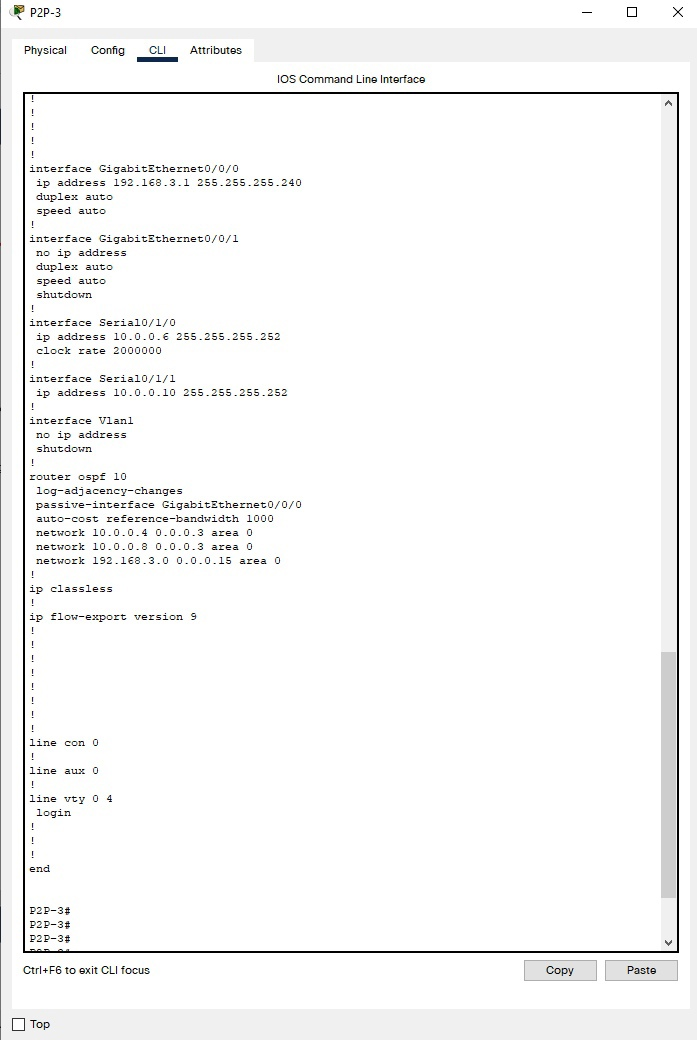 P2P-3
Physical Config CLI Attributes
IOS Command Line Interface
!
!
!
!
!
interface GigabitEthernet0/0/0
 ip address 192.168.3.1 255.255.255.240
 duplex auto
 speed auto
!
interface GigabitEthernet0/0/1
 no ip address
 duplex auto
 speed auto
 shutdown
!
interface Serial0/1/0
 ip address 10.0.0.6 255.255.255.252
 clock rate 2000000
!
interface Serial0/1/1
 ip address 10.0.0.10 255.255.255.252
!
interface Vlan1
 no ip address
 shutdown
!
router ospf 10
 log-adjacency-changes
 passive-interface GigabitEthernet0/0/0
 auto-cost reference-bandwidth 1000
 network 10.0.0.4 0.0.0.3 area 0
 network 10.0.0.8 0.0.0.3 area 0
 network 192.168.3.0 0.0.0.15 area 0
!
ip classless
!
ip flow-export version 9
!
!
!
!
!
!
!
!
line con 0
!
line aux 0
!
line vty 0 4
 login
!
!
!
end
P2P-3#
P2P-3#
P2P-3#
Ctrl+F6 to exit CLI focus
Copy Paste
Top